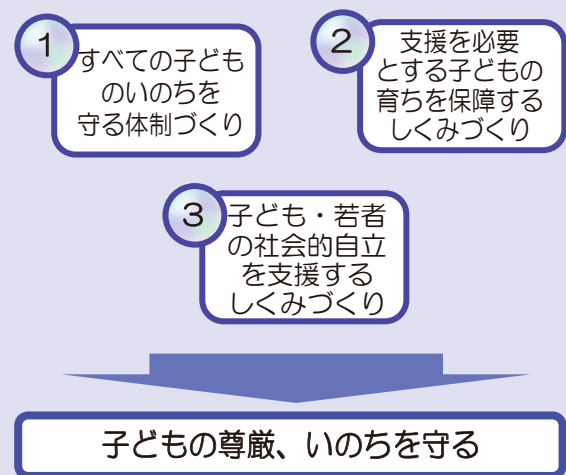 1
すべての子ども
のいのちを
守る体制づくり
2
支援を必要
とする子どもの
育ちを保障する
しくみづくり
3
子ども・若者
の社会的自立
を支援する
しくみづくり
子どもの尊厳、いのちを守る